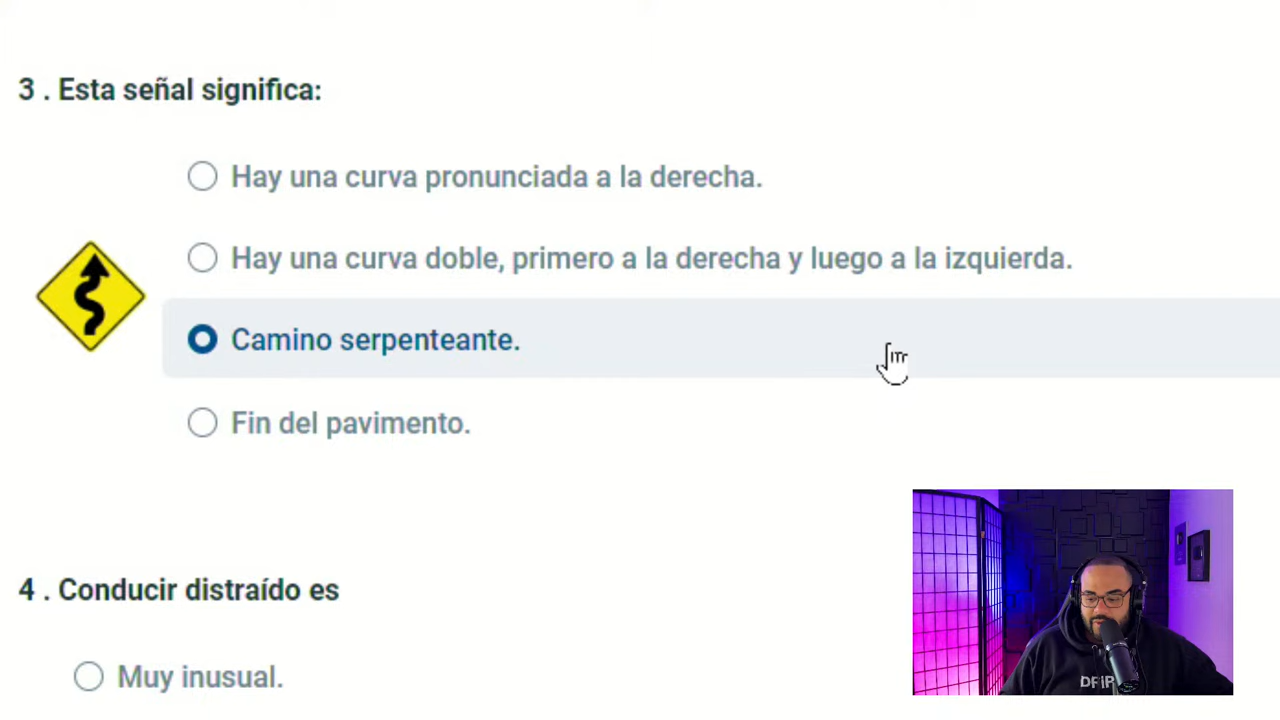 3 . Esta señal significa:
Hay una curva pronunciada a la derecha.
Hay una curva doble, primero a la derecha y luego a la izquierda.
Camino serpenteante.
Fin del pavimento.
4 . Conducir distraído es
Muy inusual.